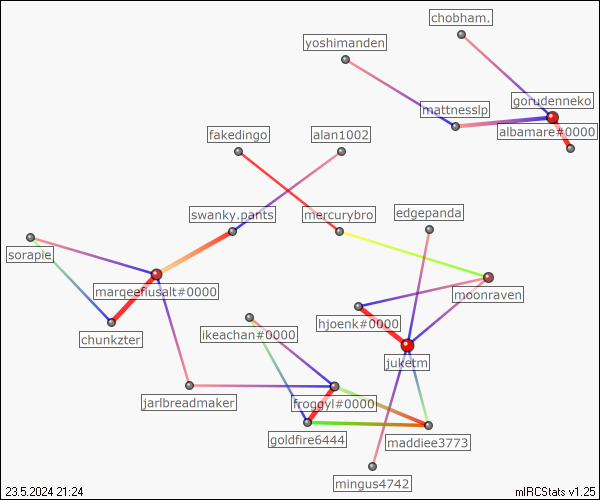 chobham.
yoshimanden
gorudenneko
mattnesslp
albamare#0000
fakedingo
alan1002
swanky.pants
mercurybro
edgepanda
sorapie
marqeefiusalt#0000
moonraven
hjoenk#0000
chunkzter
ikeachan#0000
juketm
jarlbreadmaker
froggyl#0000
goldfire6444
maddiee3773
mingus4742
23.5.2024 21:24
mIRCStats v1.25